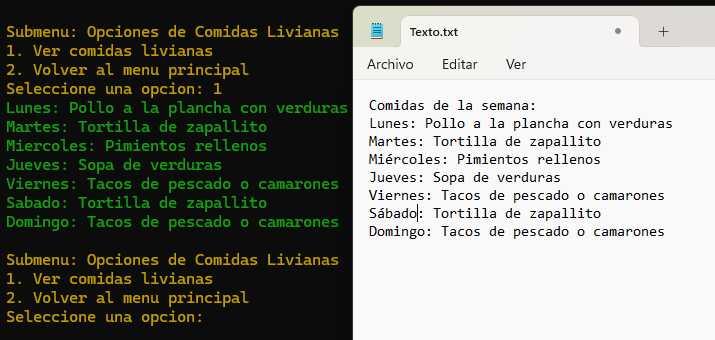 Submenu: Opciones de Comidas Livianas
1. Ver comidas livianas
2. Volver al menu principal
Seleccione una opcion: 1
Lunes: Pollo a la plancha con verduras
Martes: Tortilla de zapallito
Miercoles: Pimientos rellenos
Jueves: Sopa de verduras
Viernes: Tacos de pescado o camarones
Sabado: Tortilla de zapallito
Domingo: Tacos de pescado o camarones
Submenu: Opciones de Comidas Livianas
1. Ver comidas livianas
2. Volver al menu principal
Seleccione una opcion:
Texto.txt
Archivo Editar Ver
Comidas de la semana:
Lunes: Pollo a la plancha con verduras
Martes: Tortilla de zapallito
Miércoles: Pimientos rellenos
Jueves: Sopa de verduras
Viernes: Tacos de pescado o camarones
Sábado: Tortilla de zapallito
Domingo: Tacos de pescado o camarones